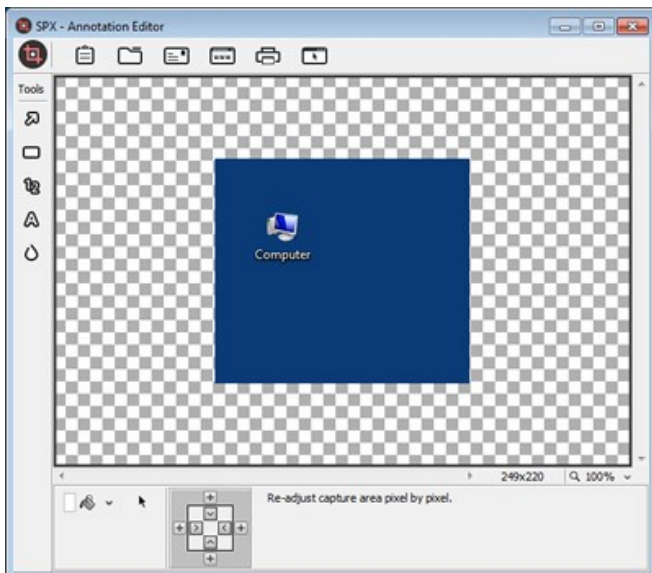 SPX - Annotation Editor
Tools
Computer
249x220
100%
Re-adjust capture area pixel by pixel.